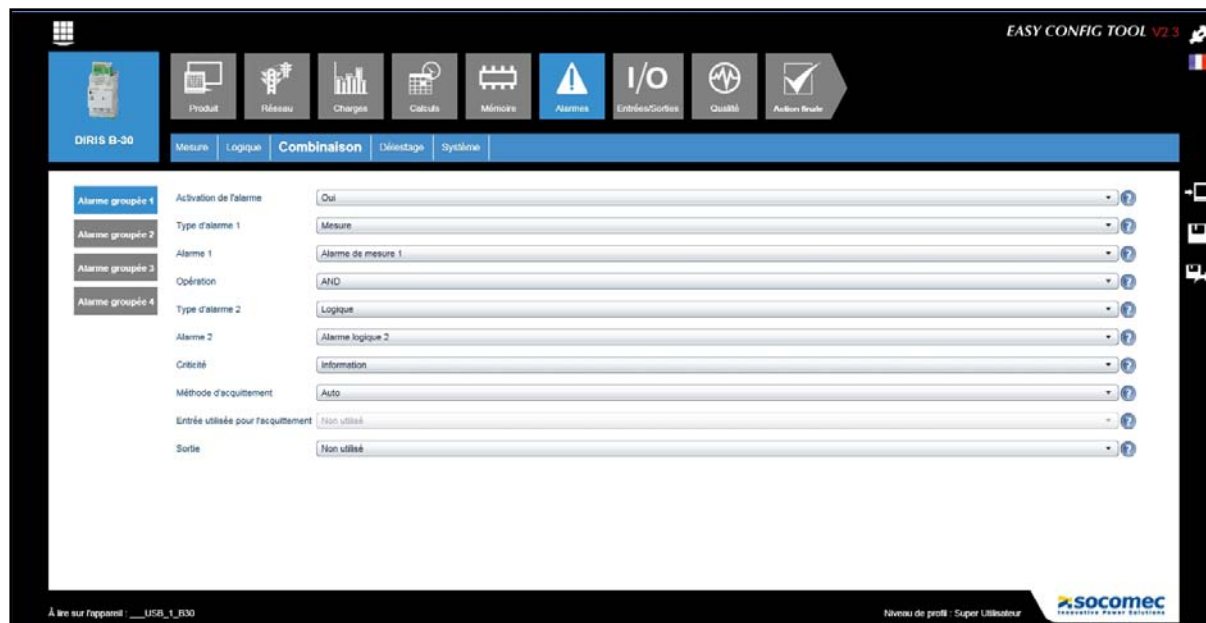 EASY CONFIG TOOL V2.3
Produit
Réseau
Charges
Calculs
Mémoire
Alarmes
I/O
Entrées/Sorties
Qualité
Action finale
DIRIS B-30
Mesure
Logique
Combinaison
Délestage
Système
Alarme groupée 1
Alarme groupée 2
Alarme groupée 3
Alarme groupée 4
Activation de l'alarme Oui
Type d'alarme 1 Mesure
Alarme 1 Alarme de mesure 1
Opération AND
Type d'alarme 2 Logique
Alarme 2 Alarme logique 2
Criticité Information
Méthode d'acquittement Auto
Entrée utilisée pour l'acquittement Non utilisé
Sortie Non utilisé
À lire sur l'appareil : ___USB_1_B30
Niveau de profil : Super Utilisateur
socomec
Innovative Power Solutions